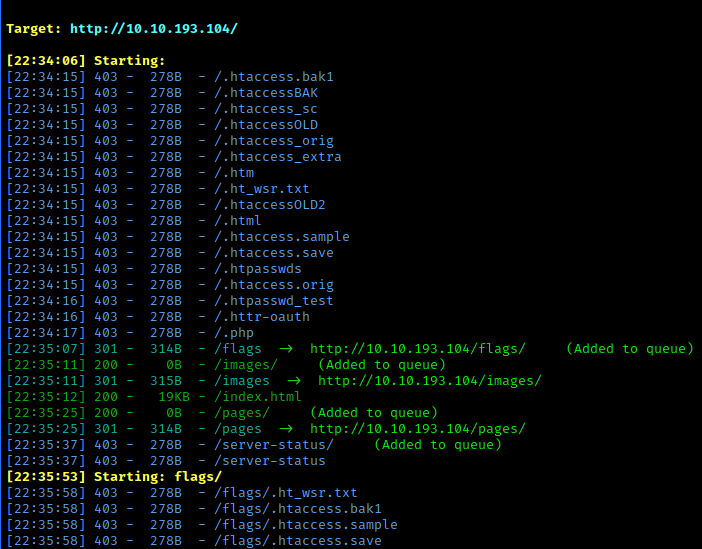 Target: http://10.10.193.104/
[22:34:06] Starting:
[22:34:15] 403 - 278B - /.htaccess.bak1
[22:34:15] 403 - 278B - /.htaccessBAK
[22:34:15] 403 - 278B - /.htaccess_sc
[22:34:15] 403 - 278B - /.htaccessOLD
[22:34:15] 403 - 278B - /.htaccess_orig
[22:34:15] 403 - 278B - /.htaccess_extra
[22:34:15] 403 - 278B - /.htm
[22:34:15] 403 - 278B - /.ht_wsr.txt
[22:34:15] 403 - 278B - /.htaccessOLD2
[22:34:15] 403 - 278B - /.html
[22:34:15] 403 - 278B - /.htaccess.sample
[22:34:15] 403 - 278B - /.htaccess.save
[22:34:15] 403 - 278B - /.htpasswds
[22:34:15] 403 - 278B - /.htaccess.orig
[22:34:16] 403 - 278B - /.htpasswd_test
[22:34:16] 403 - 278B - /.httr-oauth
[22:34:17] 403 - 278B - /.php
[22:35:07] 301 - 314B - /flags -> http://10.10.193.104/flags/ (Added to queue)
[22:35:11] 200 - 0B - /images/ (Added to queue)
[22:35:11] 301 - 315B - /images -> http://10.10.193.104/images/
[22:35:12] 200 - 19KB - /index.html
[22:35:25] 200 - 0B - /pages/ (Added to queue)
[22:35:25] 301 - 314B - /pages -> http://10.10.193.104/pages/
[22:35:37] 403 - 278B - /server-status/ (Added to queue)
[22:35:37] 403 - 278B - /server-status
[22:35:53] Starting: flags/
[22:35:58] 403 - 278B - /flags/.ht_wsr.txt
[22:35:58] 403 - 278B - /flags/.htaccess.bak1
[22:35:58] 403 - 278B - /flags/.htaccess.sample
[22:35:58] 403 - 278B - /flags/.htaccess.save